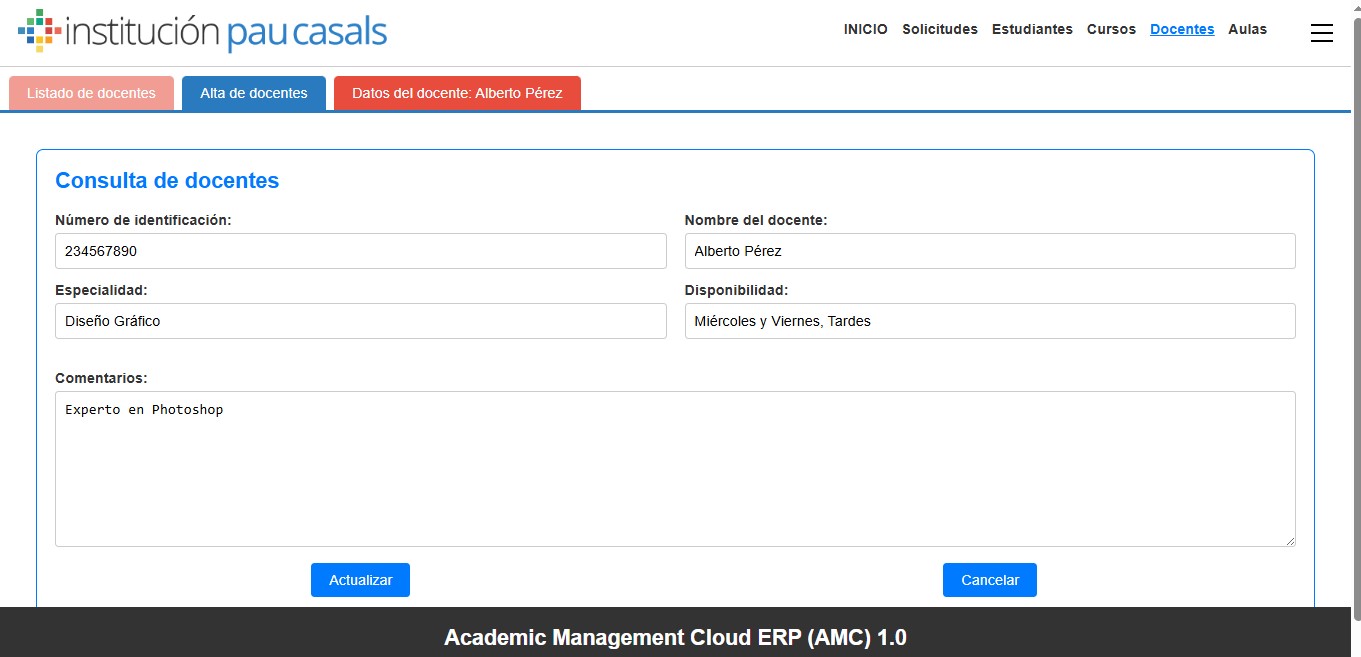 institución pau casals
INICIO Solicitudes Estudiantes Cursos Docentes Aulas
Listado de docentes Alta de docentes Datos del docente: Alberto Pérez
Consulta de docentes
Número de identificación: Nombre del docente:
234567890 Alberto Pérez
Especialidad: Disponibilidad:
Diseño Gráfico Miércoles y Viernes, Tardes
Comentarios:
Experto en Photoshop
Actualizar Cancelar
Academic Management Cloud ERP (AMC) 1.0